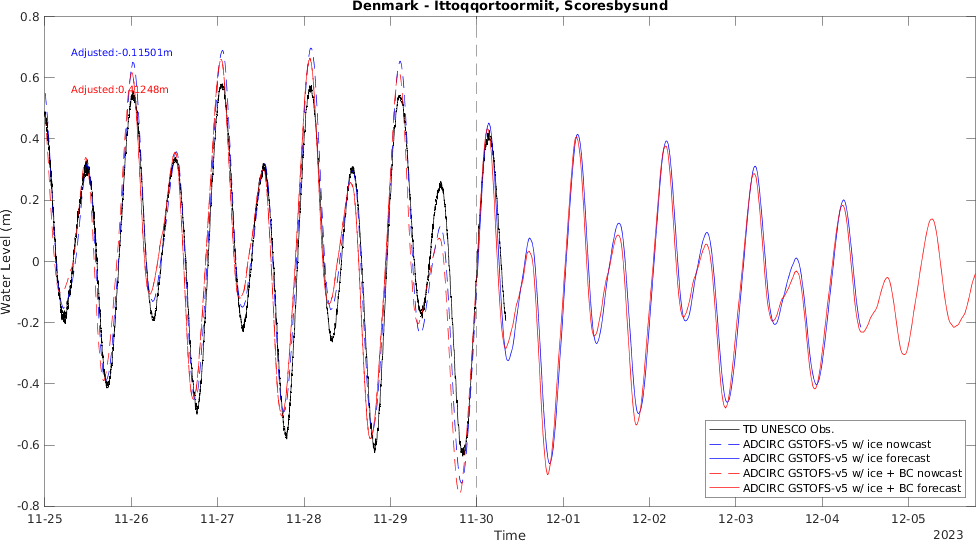 Denmark - Ittoqqortoormiit, Scoresbysund
Adjusted:-0.11501m
Adjusted:0.41248m
Water Level (m)
0.8
0.6
0.4
0.2
0
-0.2
-0.4
-0.6
-0.8
TD UNESCO Obs.
ADCIRC GSTOFS-v5 w/ ice nowcast
ADCIRC GSTOFS-v5 w/ ice forecast
ADCIRC GSTOFS-v5 w/ ice + BC nowcast
ADCIRC GSTOFS-v5 w/ ice + BC forecast
11-25 11-26 11-27 11-28 11-29 11-30 12-01 12-02 12-03 12-04 12-05
Time
2023